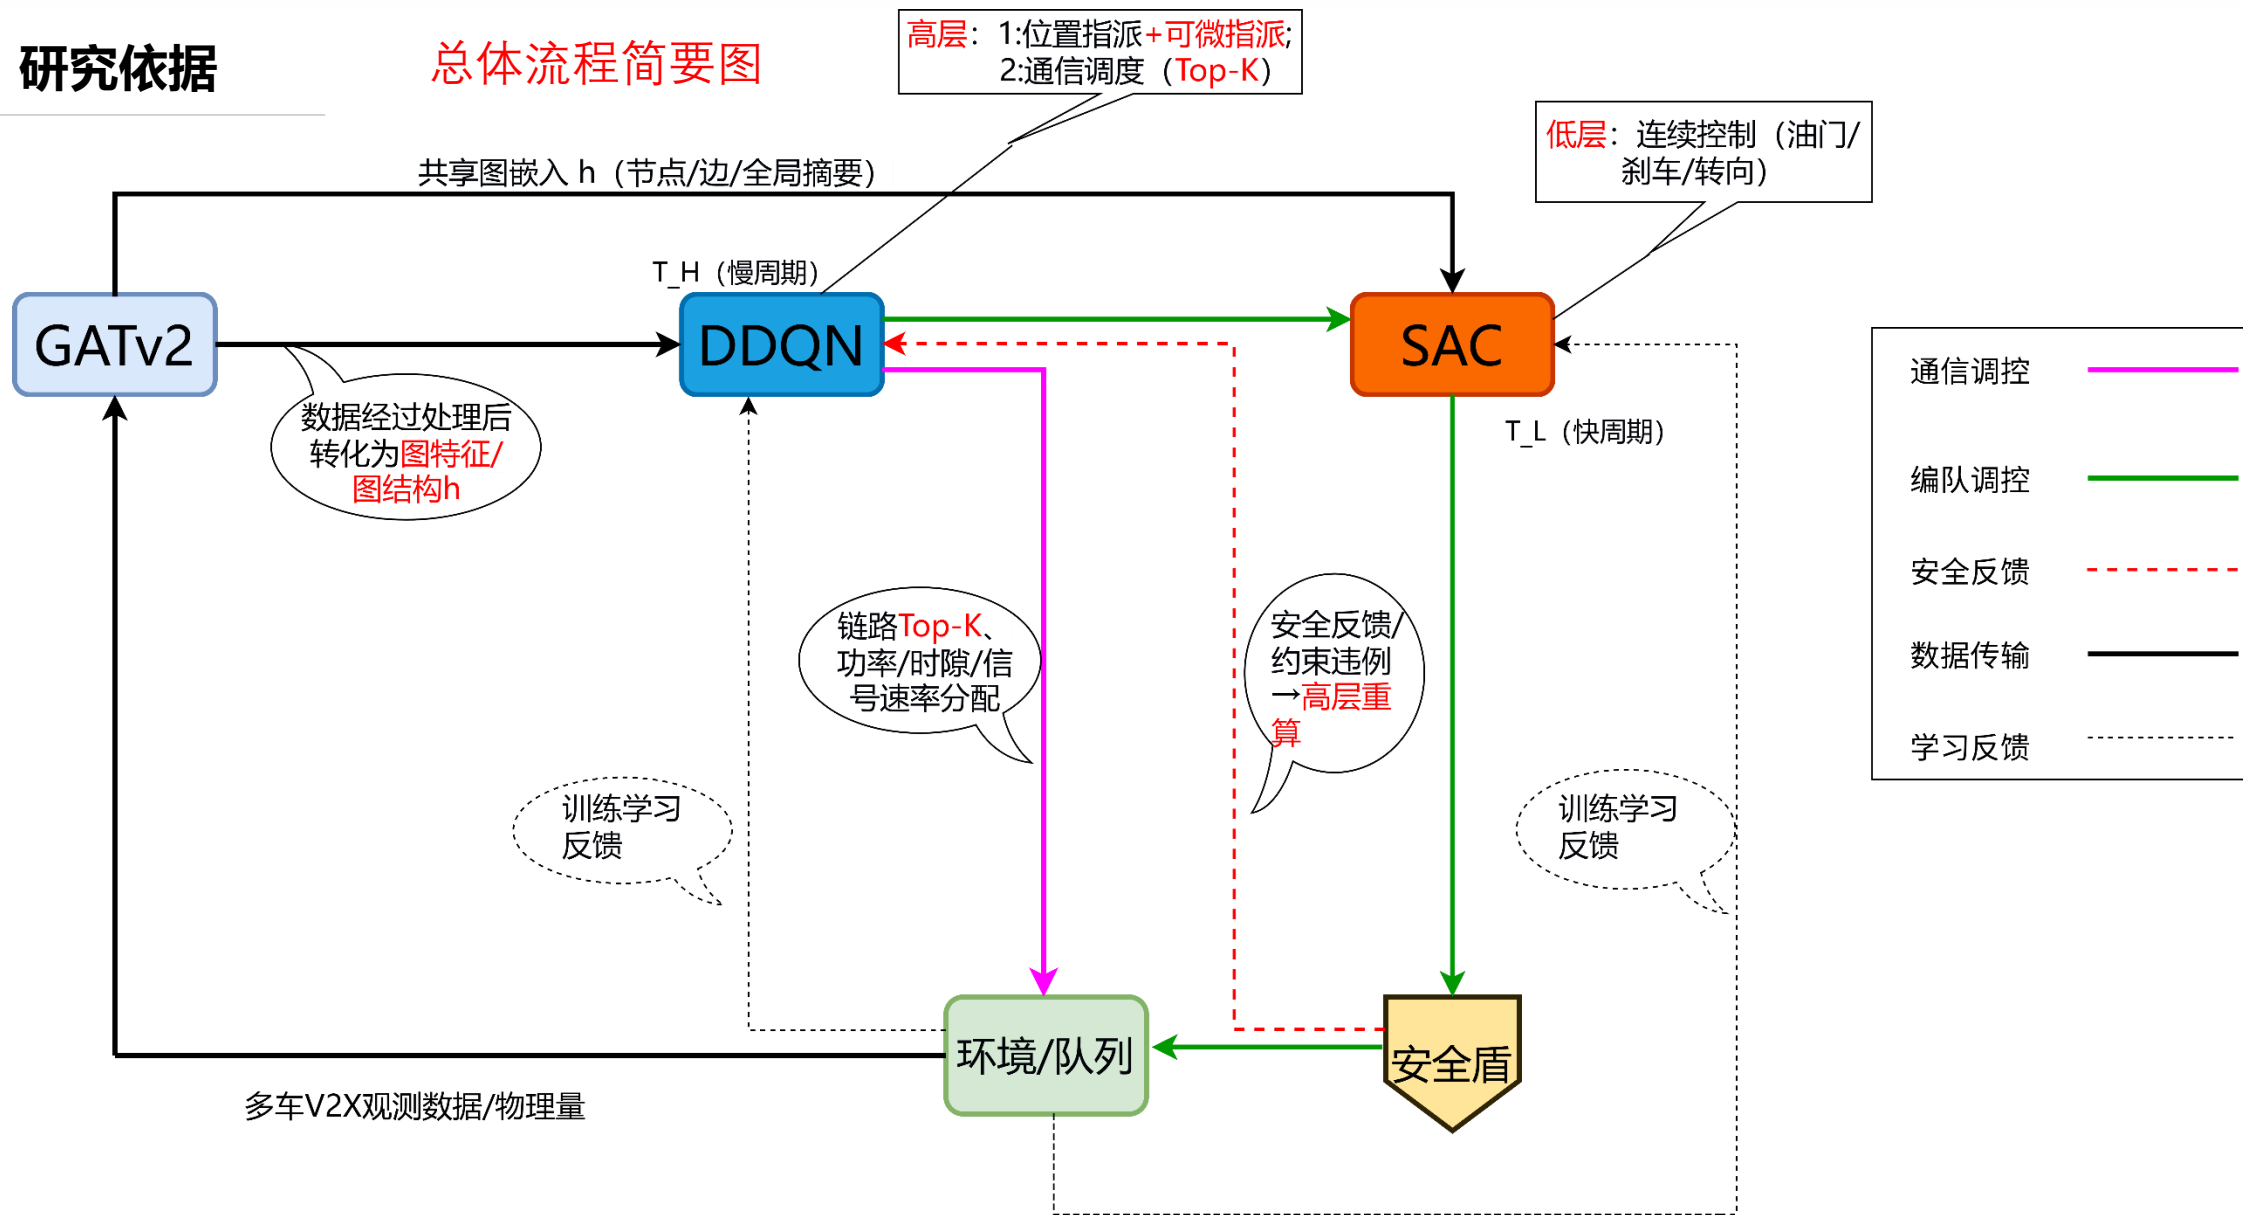 研究依据
总体流程简要图
高层：1:位置指派+可微指派;
2:通信调度（Top-K）
低层：连续控制（油门/
刹车/转向）
共享图嵌入 h（节点/边/全局摘要）
T_H（慢周期）
GATv2
DDQN
SAC
T_L（快周期）
数据经过处理后
转化为图特征/
图结构h
通信调控
编队调控
安全反馈
数据传输
学习反馈
链路Top-K、
功率/时隙/信
号速率分配
安全反馈/
约束违例
→高层重
算
训练学习
反馈
训练学习
反馈
环境/队列
安全盾
多车V2X观测数据/物理量